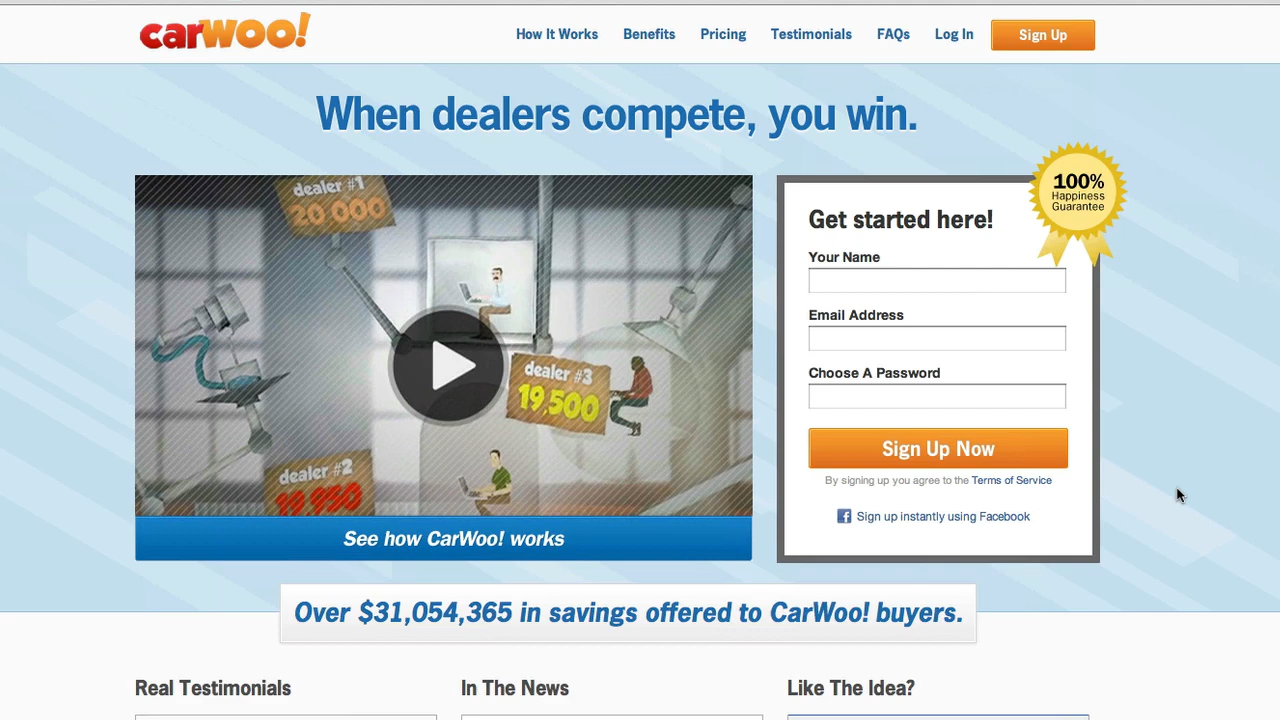 carwoo!
How It Works
Benefits
Pricing
Testimonials
FAQs
Log In
Sign Up
When dealers compete, you win.
dealer #1
20 000
dealer #3
19,500
dealer #2
19 950
See how CarWoo! works
100%
Happiness
Guarantee
Get started here!
Your Name
Email Address
Choose A Password
Sign Up Now
By signing up you agree to the Terms of Service
Sign up instantly using Facebook
Over $31,054,365 in savings offered to CarWoo! buyers.
Real Testimonials
In The News
Like The Idea?